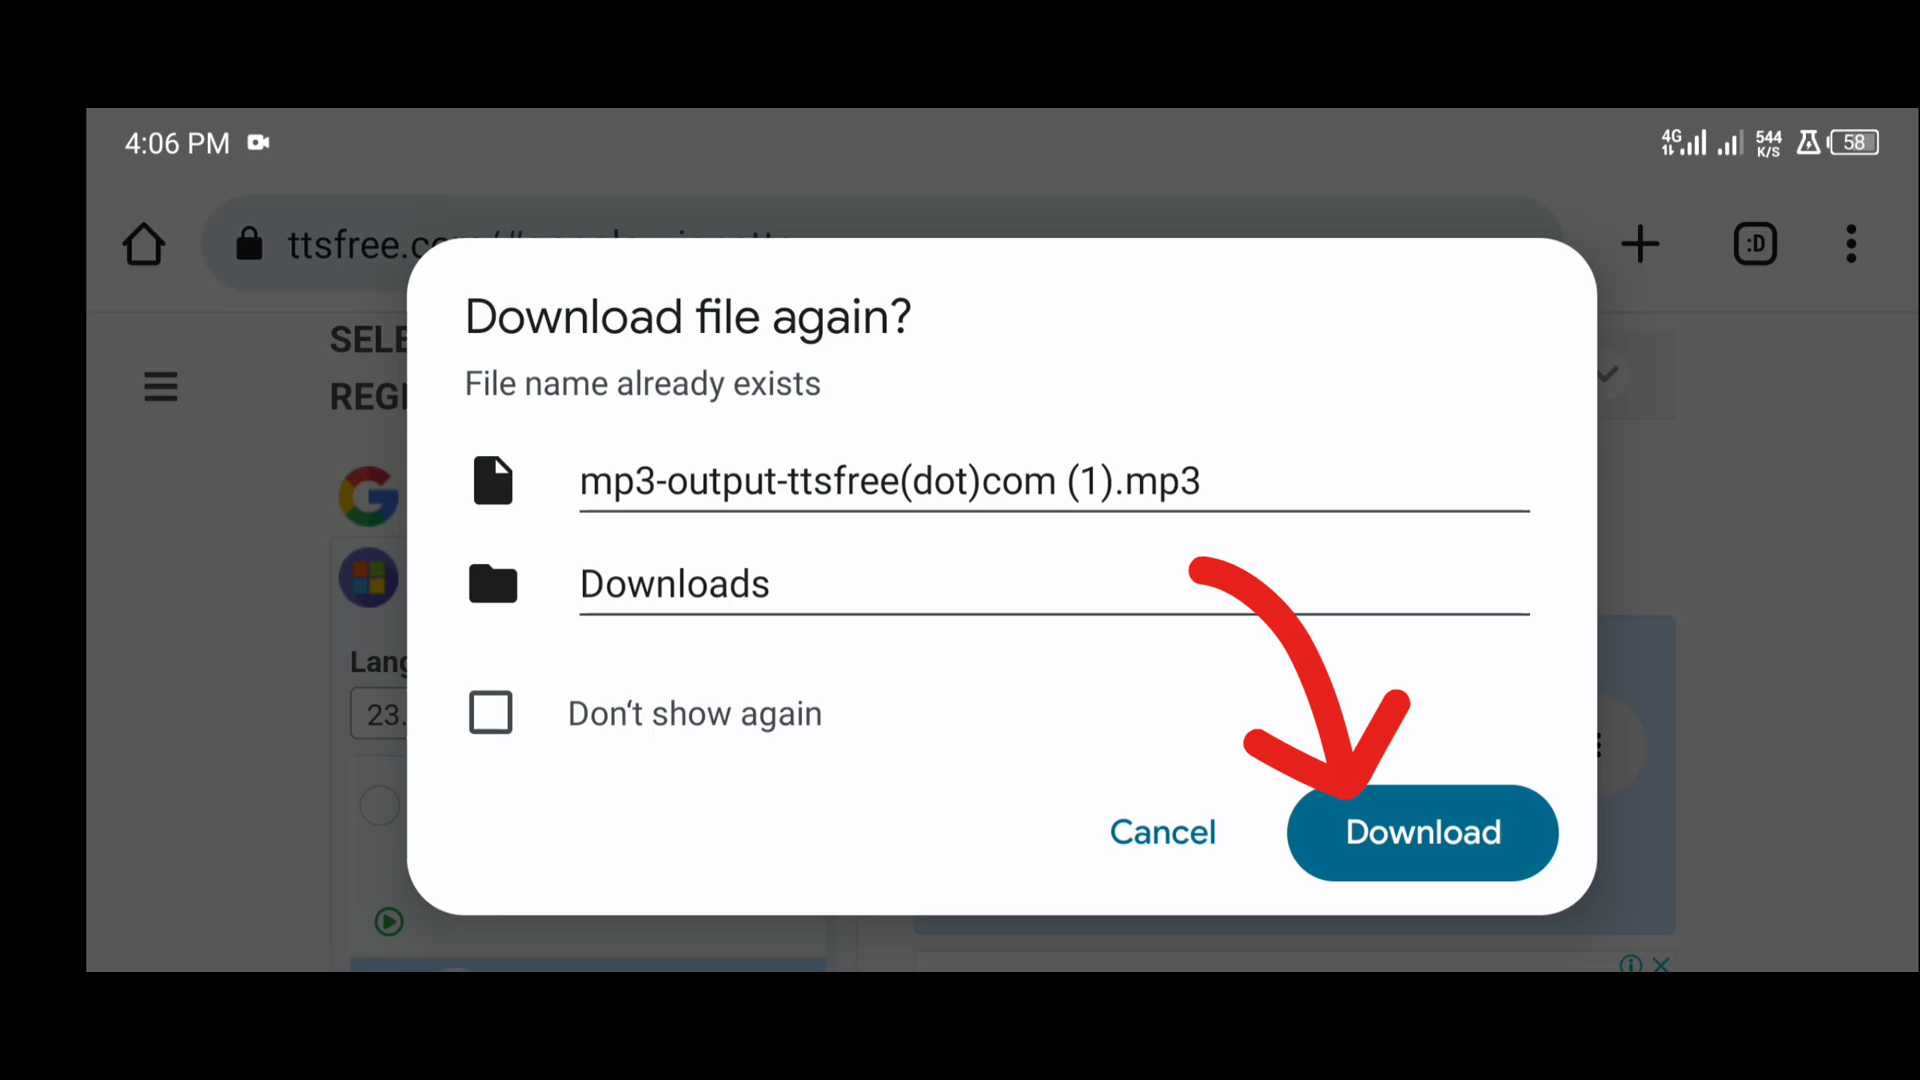 4:06 PM
4G
544
K/S
58
ttsfree.c
:D
Download file again?
File name already exists
SELE
REGI
mp3-output-ttsfree(dot)com (1).mp3
Downloads
Lang
23.
Don't show again
Cancel
Download